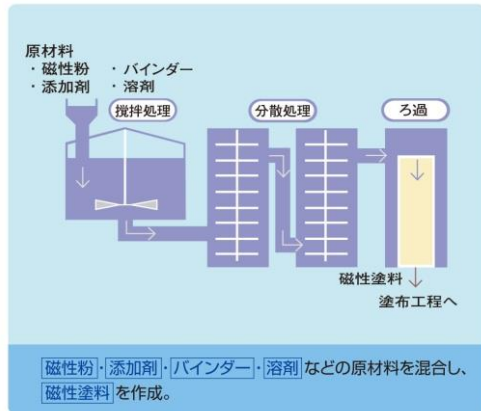 原材料
・磁性粉 ・バインダー
・添加剤 ・溶剤
攪拌処理
分散処理
ろ過
磁性塗料
塗布工程へ
磁性粉・添加剤・バインダー・溶剤などの原材料を混合し、
磁性塗料を作成。